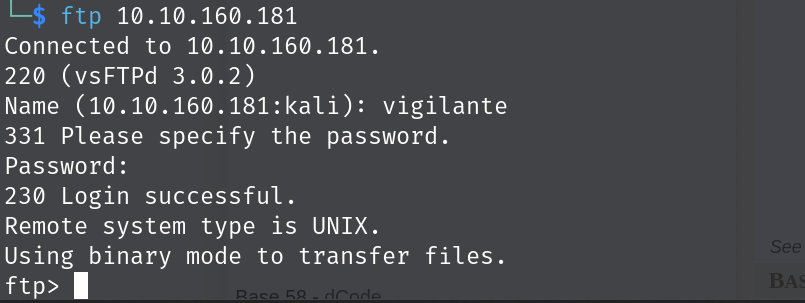 └─$ ftp 10.10.160.181
Connected to 10.10.160.181.
220 (vsFTPd 3.0.2)
Name (10.10.160.181:kali): vigilante
331 Please specify the password.
Password:
230 Login successful.
Remote system type is UNIX.
Using binary mode to transfer files.
ftp>
See
Base 58 - dCode